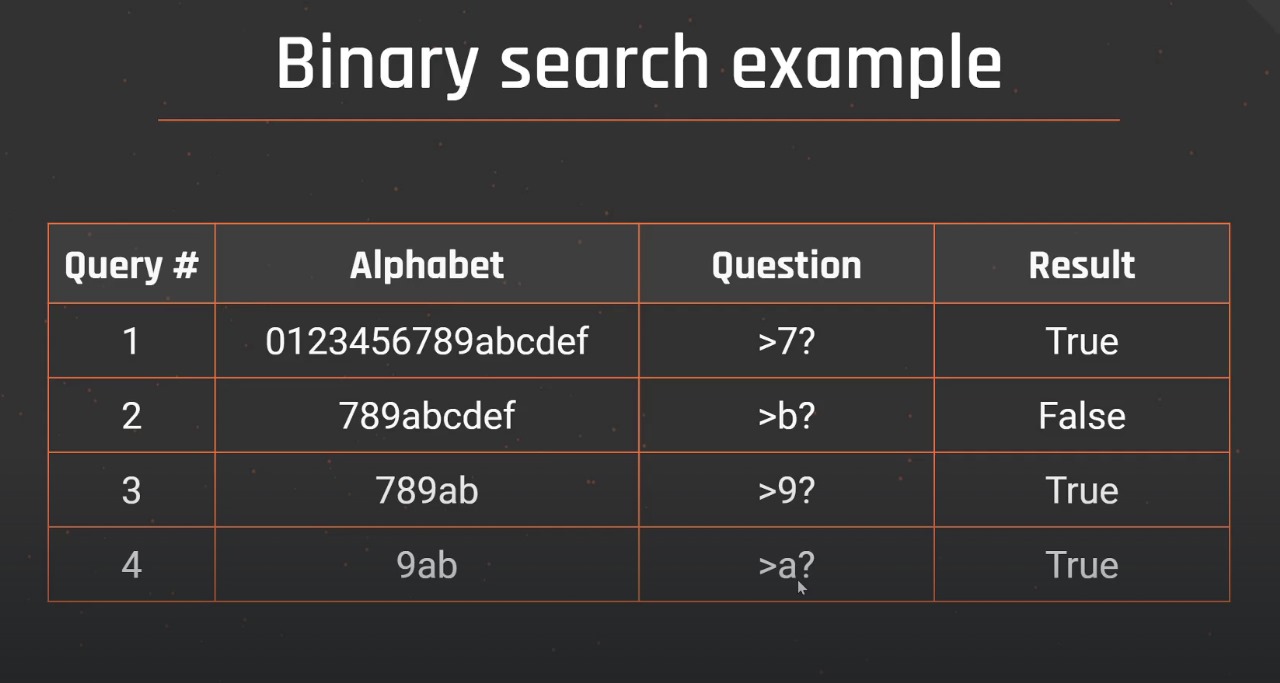 Binary search example
Query # Alphabet Question Result
1 0123456789abcdef >7? True
2 789abcdef >b? False
3 789ab >9? True
4 9ab >a? True